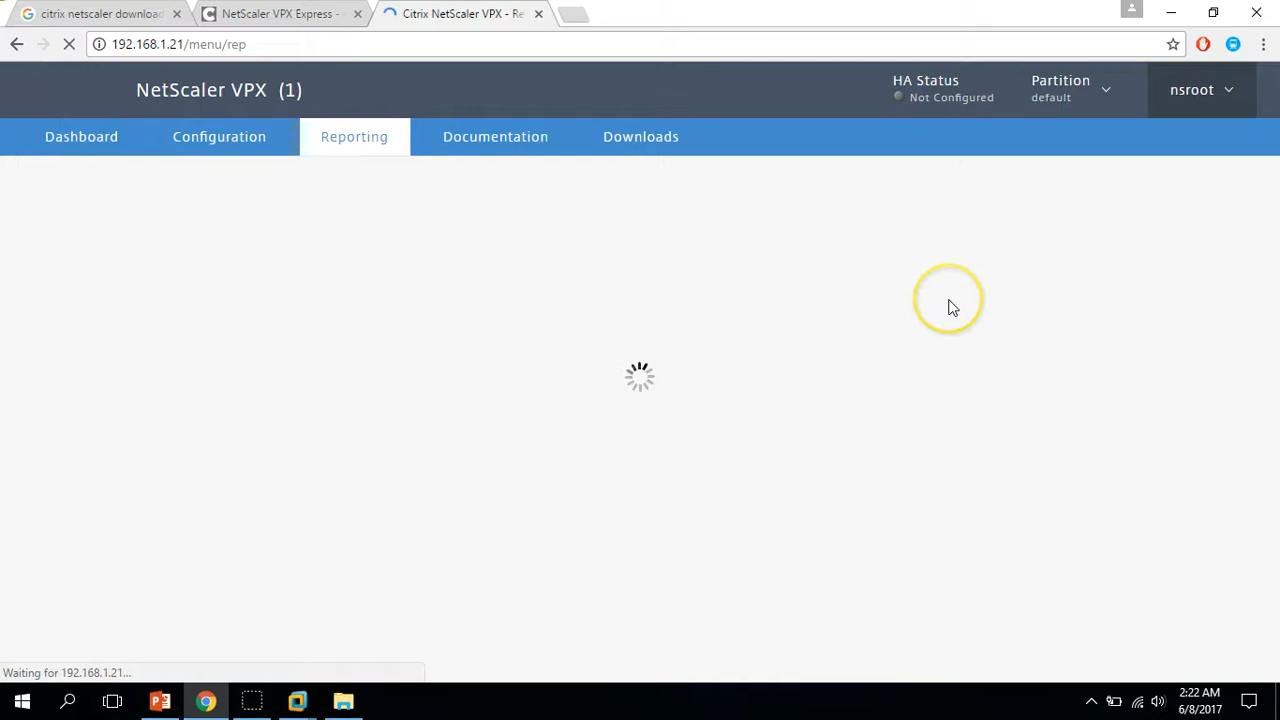 citrix netscaler download
NetScaler VPX Express -
Citrix NetScaler VPX - Re
192.168.1.21/menu/rep
NetScaler VPX (1)
HA Status
Not Configured
Partition
default
nsroot
Dashboard
Configuration
Reporting
Documentation
Downloads
Waiting for 192.168.1.21...
2:22 AM
6/8/2017